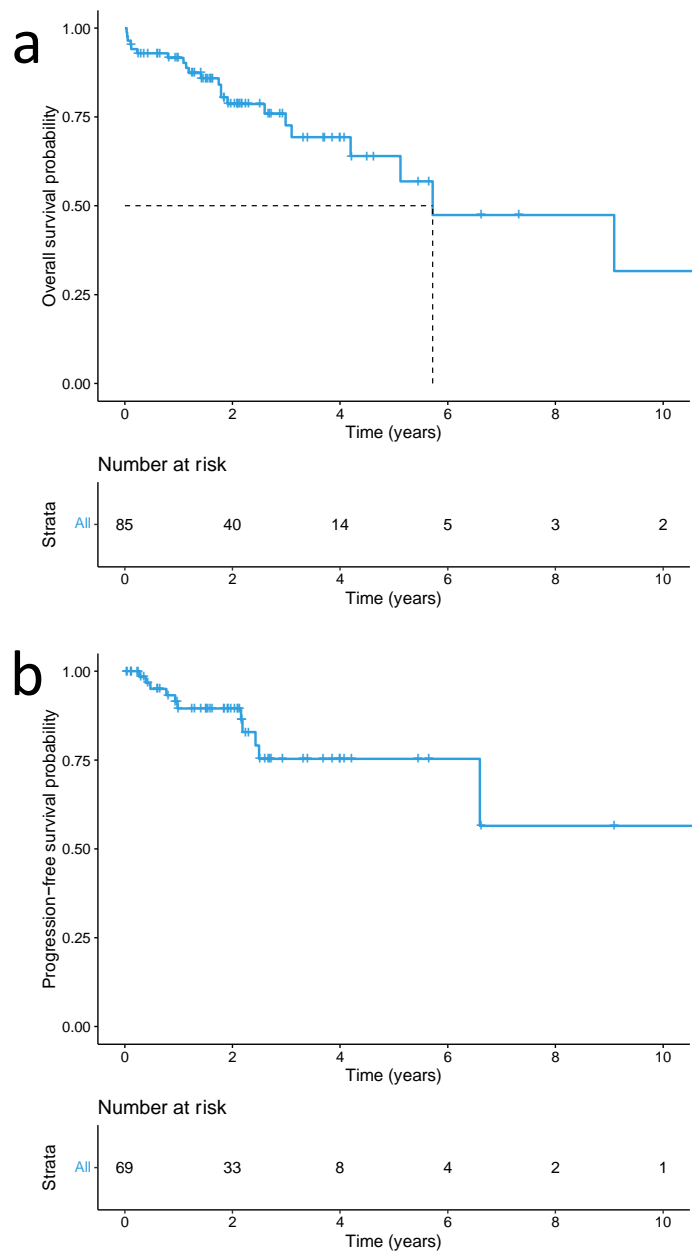 a
Overall survival probability
1.00
0.75
0.50
0.25
0.00
0 2 4 6 8 10
Time (years)
Number at risk
Strata
All 85 40 14 5 3 2
0 2 4 6 8 10
Time (years)
b
Progression−free survival probability
1.00
0.75
0.50
0.25
0.00
0 2 4 6 8 10
Time (years)
Number at risk
Strata
All 69 33 8 4 2 1
0 2 4 6 8 10
Time (years)